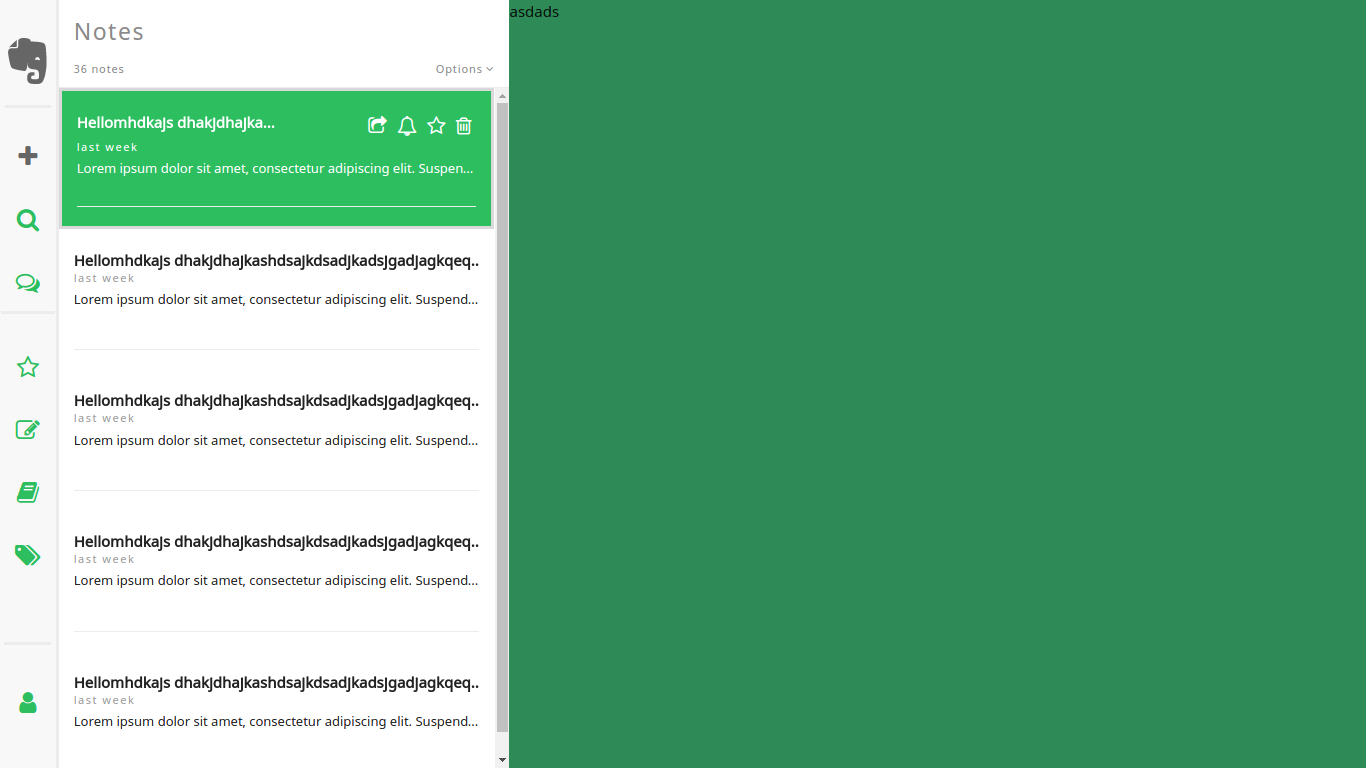 Notes
36 notes
Options
Hellomhdkajs dhakjdhajka...
last week
Lorem ipsum dolor sit amet, consectetur adipiscing elit. Suspen...
Hellomhdkajs dhakjdhajkashdsajkdsadjkadsjgadjagkqeq..
last week
Lorem ipsum dolor sit amet, consectetur adipiscing elit. Suspend...
Hellomhdkajs dhakjdhajkashdsajkdsadjkadsjgadjagkqeq..
last week
Lorem ipsum dolor sit amet, consectetur adipiscing elit. Suspend...
Hellomhdkajs dhakjdhajkashdsajkdsadjkadsjgadjagkqeq..
last week
Lorem ipsum dolor sit amet, consectetur adipiscing elit. Suspend...
Hellomhdkajs dhakjdhajkashdsajkdsadjkadsjgadjagkqeq..
last week
Lorem ipsum dolor sit amet, consectetur adipiscing elit. Suspend...
asdads